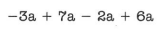 −3a + 7a − 2a + 6a